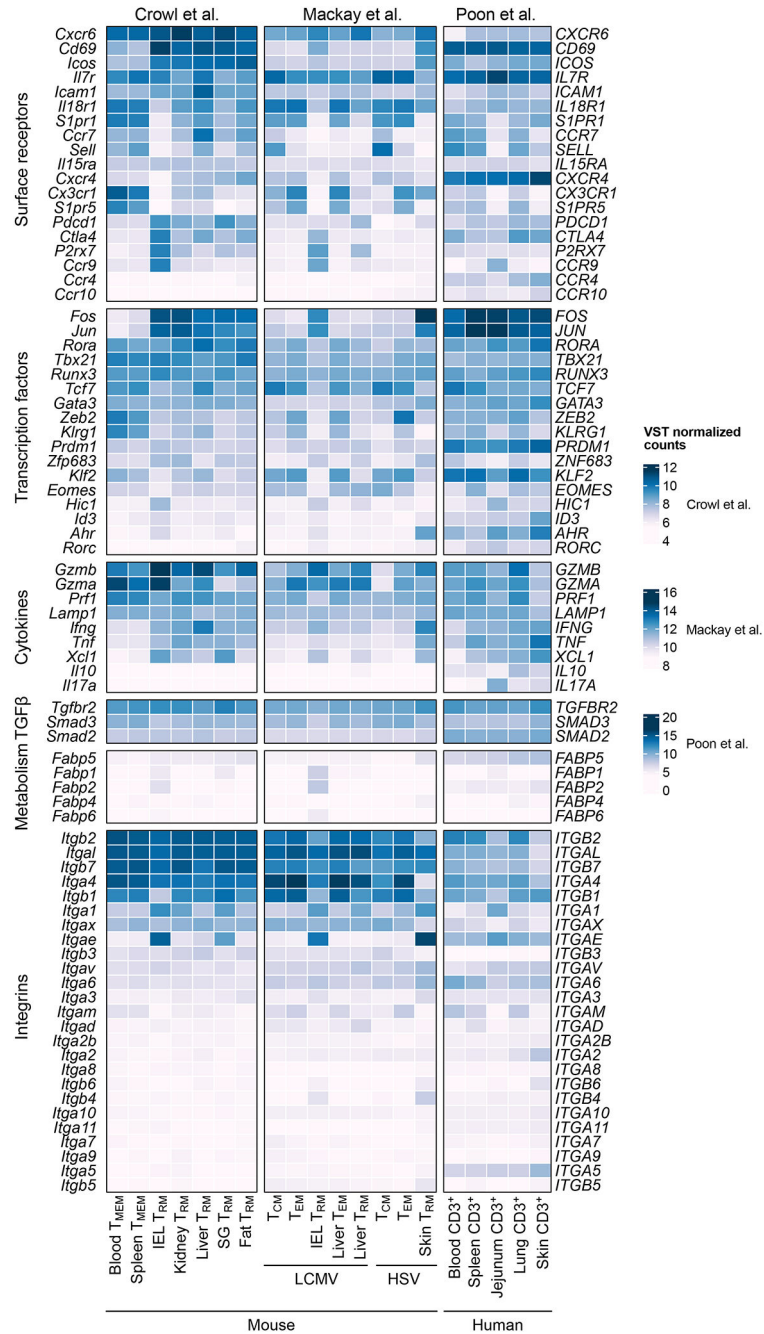 Crowl et al. Mackay et al. Poon et al.
Surface receptors
Cxcr6 CXCR6
Cd69 CD69
Icos ICOS
Il7r IL7R
Icam1 ICAM1
Il18r1 IL18R1
S1pr1 S1PR1
Ccr7 CCR7
Sell SELL
Il15ra IL15RA
Cxcr4 CXCR4
Cx3cr1 CX3CR1
S1pr5 S1PR5
Pdcd1 PDCD1
Ctla4 CTLA4
P2rx7 P2RX7
Ccr9 CCR9
Ccr4 CCR4
Ccr10 CCR10
Transcription factors
Fos FOS
Jun JUN
Rora RORA
Tbx21 TBX21
Runx3 RUNX3
Tcf7 TCF7
Gata3 GATA3
Zeb2 ZEB2
Klrg1 KLRG1
Prdm1 PRDM1
Zfp683 ZNF683
Klf2 KLF2
Eomes EOMES
Hic1 HIC1
Id3 ID3
Ahr AHR
Rorc RORC
Cytokines
Gzmb GZMB
Gzma GZMA
Prf1 PRF1
Lamp1 LAMP1
Ifng IFNG
Tnf TNF
Xcl1 XCL1
Il10 IL10
Il17a IL17A
TGFβ
Tgfbr2 TGFBR2
Smad3 SMAD3
Smad2 SMAD2
Metabolism
Fabp5 FABP5
Fabp1 FABP1
Fabp2 FABP2
Fabp4 FABP4
Fabp6 FABP6
Integrins
Itgb2 ITGB2
Itgal ITGAL
Itgb7 ITGB7
Itga4 ITGA4
Itgb1 ITGB1
Itga1 ITGA1
Itgax ITGAX
Itgae ITGAE
Itgb3 ITGB3
Itgav ITGAV
Itga6 ITGA6
Itga3 ITGA3
Itgam ITGAM
Itgad ITGAD
Itga2b ITGA2B
Itga2 ITGA2
Itga8 ITGA8
Itgb6 ITGB6
Itgb4 ITGB4
Itga10 ITGA10
Itga11 ITGA11
Itga7 ITGA7
Itga9 ITGA9
Itga5 ITGA5
Itgb5 ITGB5
Blood TMEM
Spleen TMEM
IEL TRM
Kidney TRM
Liver TRM
SG TRM
Fat TRM
TCM
TEM
IEL TRM
Liver TEM
Liver TRM
TCM
TEM
Skin TRM
Blood CD3+
Spleen CD3+
Jejunum CD3+
Lung CD3+
Skin CD3+
LCMV HSV
Mouse Human
VST normalized
counts
12
10
8
6
4
Crowl et al.
16
14
12
10
8
Mackay et al.
20
15
10
5
0
Poon et al.